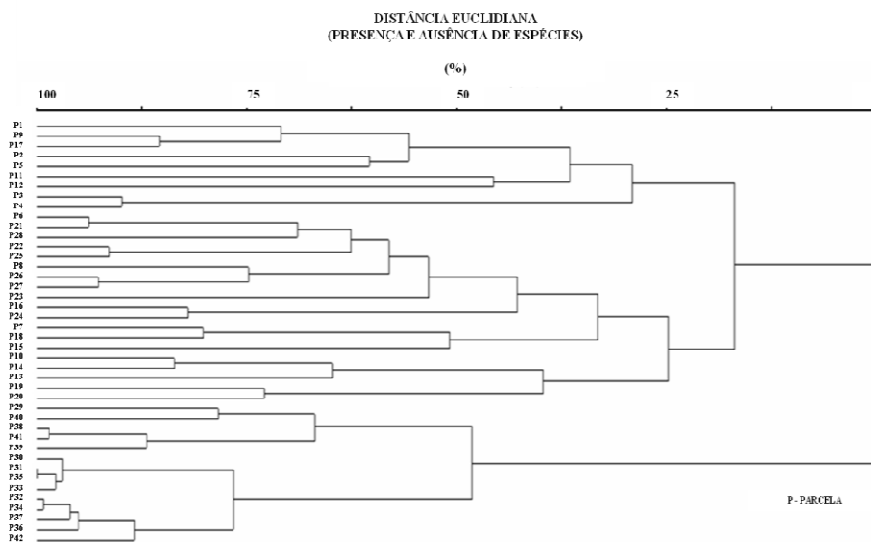 DISTÂNCIA EUCLIDIANA
(PRESENÇA E AUSÊNCIA DE ESPÉCIES)
(%)
100 75 50 25
P1
P9
P17
P2
P5
P11
P12
P3
P4
P6
P21
P28
P22
P25
P8
P26
P27
P23
P16
P24
P7
P18
P15
P10
P14
P13
P19
P20
P29
P40
P38
P41
P39
P30
P31
P35
P33
P32
P34
P37
P36
P42
P - PARCELA